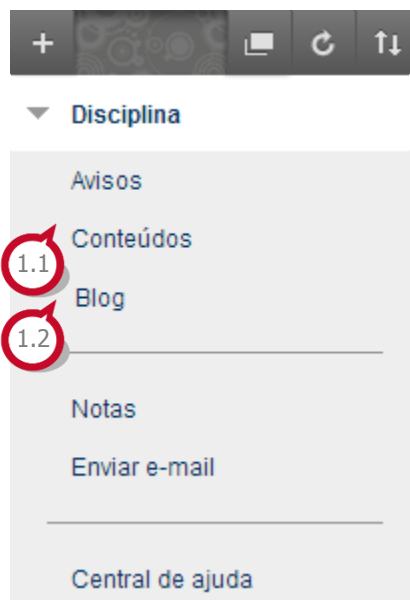 Disciplina
Avisos
Conteúdos
1.1
Blog
1.2
Notas
Enviar e-mail
Central de ajuda